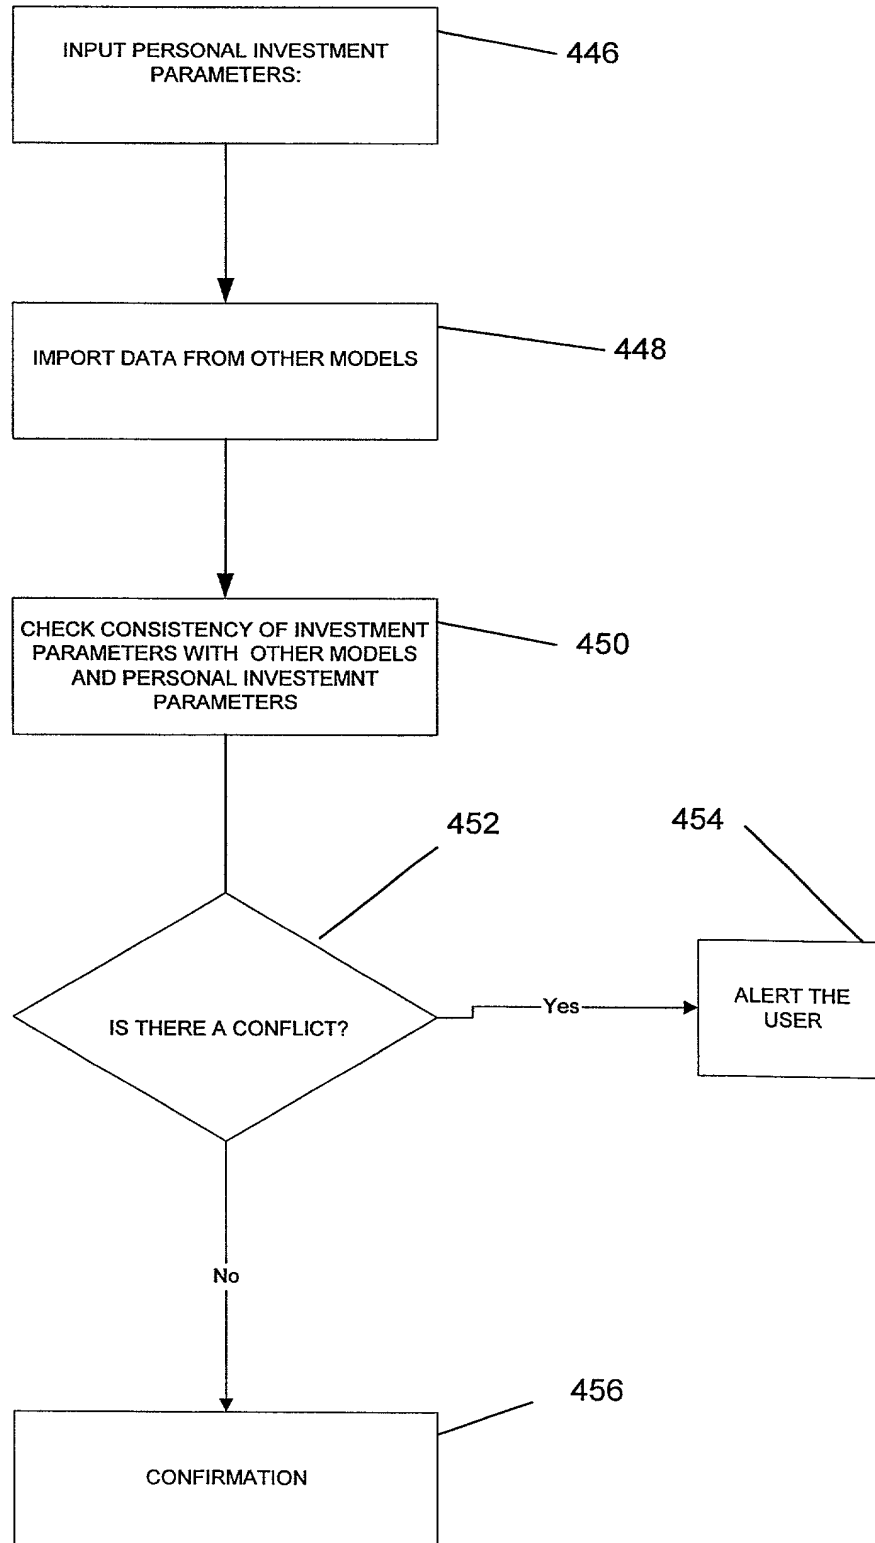 INPUT PERSONAL INVESTMENT
PARAMETERS:
446
IMPORT DATA FROM OTHER MODELS
448
CHECK CONSISTENCY OF INVESTMENT
PARAMETERS WITH OTHER MODELS
AND PERSONAL INVESTEMNT
PARAMETERS
450
452
454
IS THERE A CONFLICT?
Yes
ALERT THE
USER
No
456
CONFIRMATION